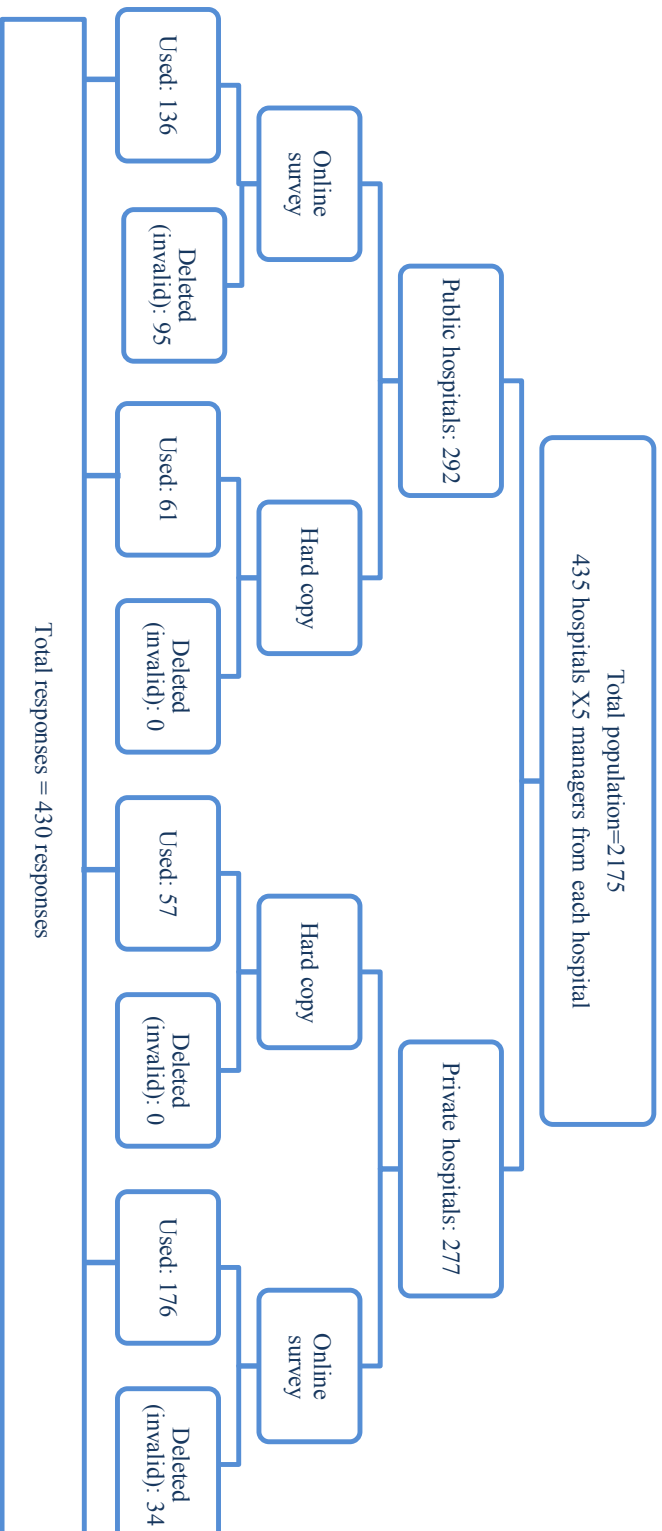 Total population=2175
435 hospitals X5 managers from each hospital
Public hospitals: 292
Private hospitals: 277
Online
survey
Hard copy
Hard copy
Online
survey
Used: 136
Deleted
(invalid): 95
Used: 61
Deleted
(invalid): 0
Used: 57
Deleted
(invalid): 0
Used: 176
Deleted
(invalid): 34
Total responses = 430 responses